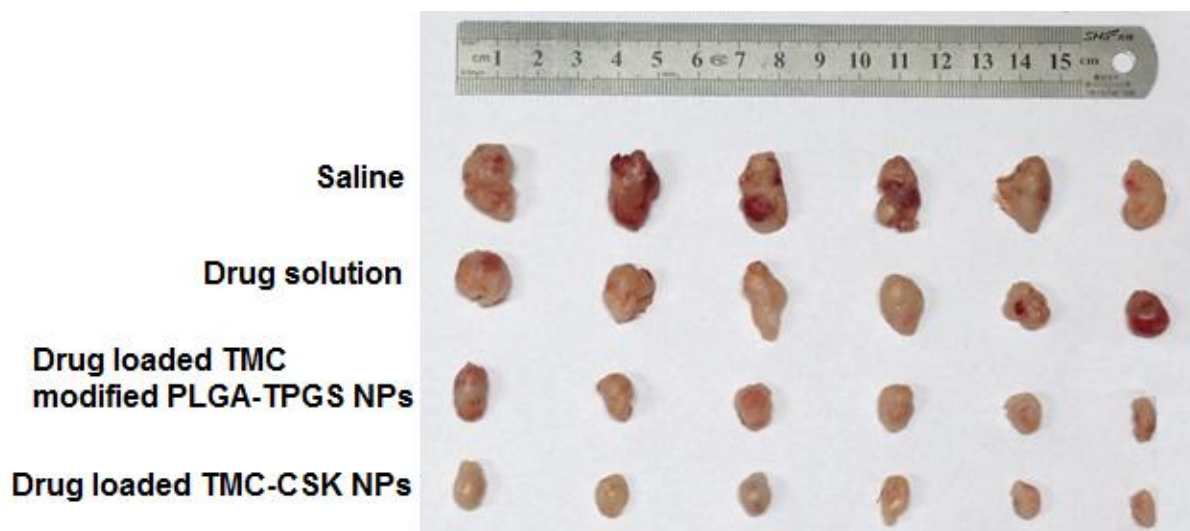 cm 1 2 3 4 5 6 7 8 9 10 11 12 13 14 15 cm
Saline
Drug solution
Drug loaded TMC
modified PLGA-TPGS NPs
Drug loaded TMC-CSK NPs